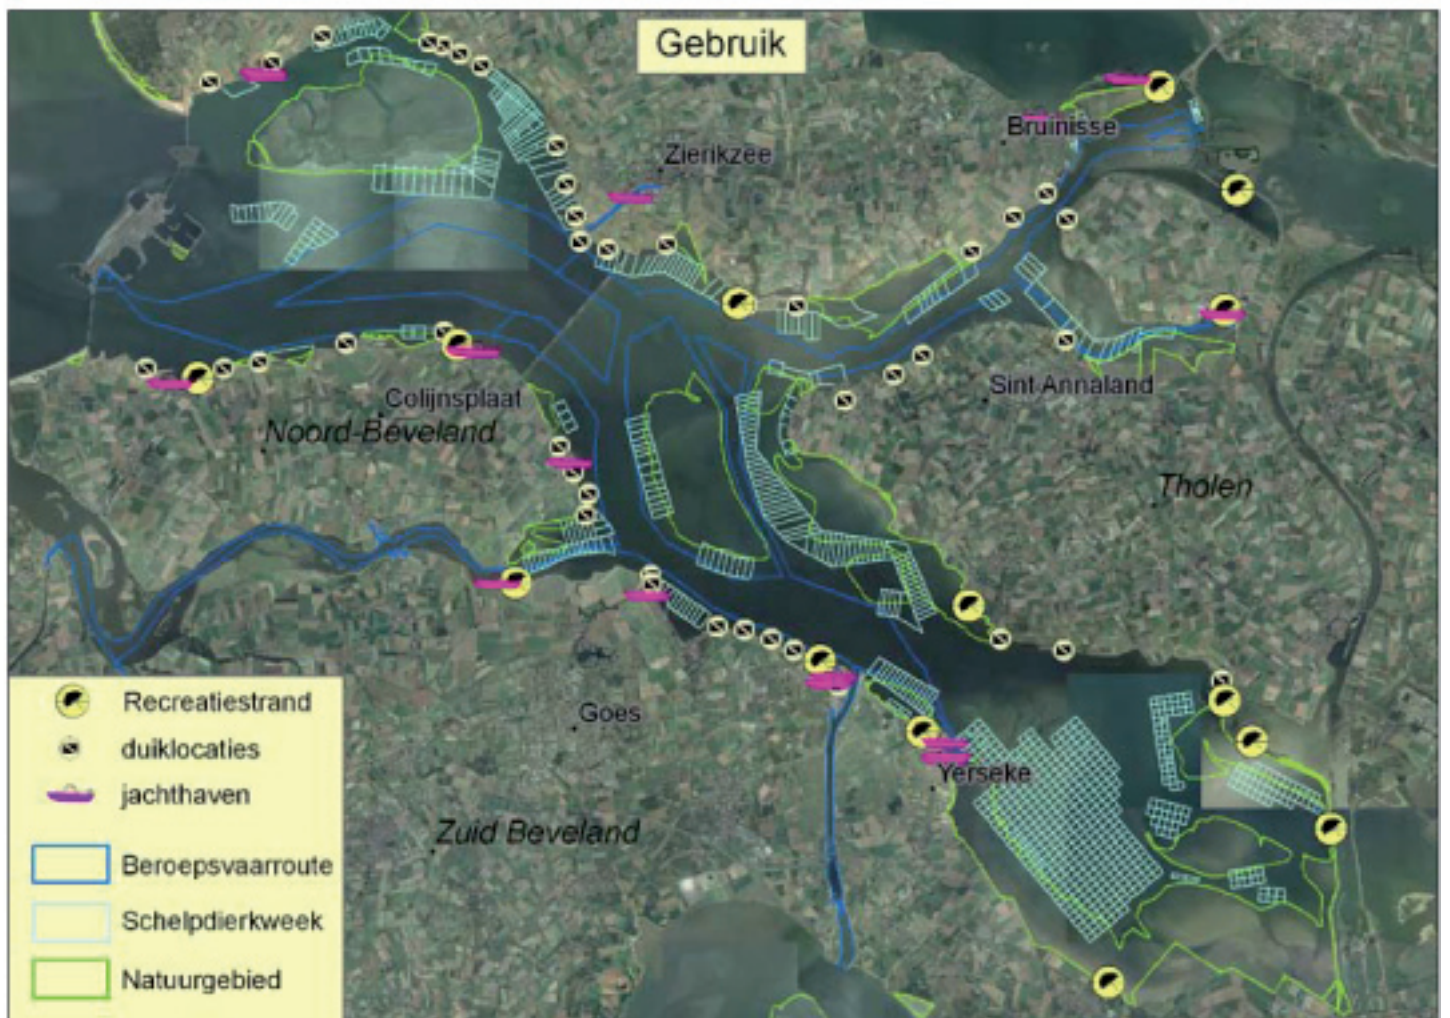 Gebruik
Bruinisse
Zierikzee
Sint-Annaland
Colijnsplaat
Noord-Beveland
Tholen
Goes
Yerseke
Zuid Beveland
Recreatiestrand
duiklocaties
jachthaven
Beroepsvaarroute
Schelpdierkweek
Natuurgebied